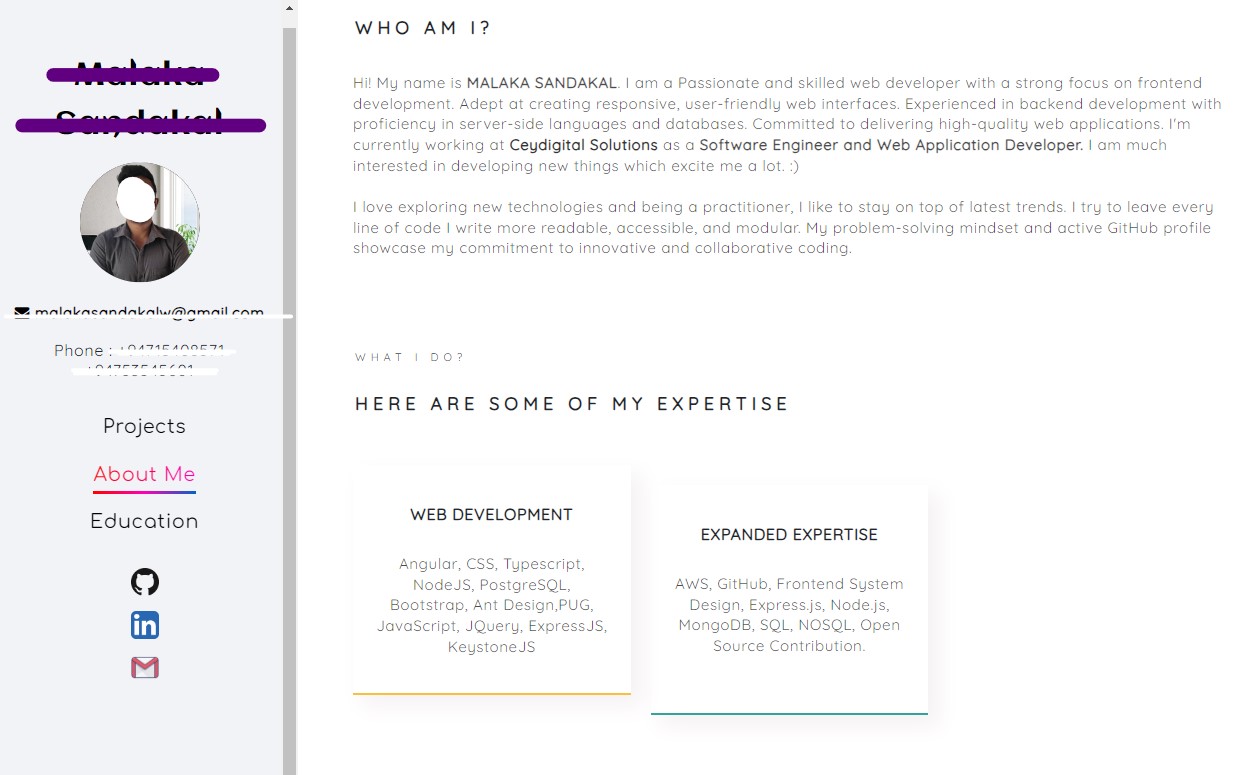 Phone :
Projects
About Me
Education
in
WHO AM I?
Hi! My name is MALAKA SANDAKAL. I am a Passionate and skilled web developer with a strong focus on frontend
development. Adept at creating responsive, user-friendly web interfaces. Experienced in backend development with
proficiency in server-side languages and databases. Committed to delivering high-quality web applications. I'm
currently working at Ceydigital Solutions as a Software Engineer and Web Application Developer. I am much
interested in developing new things which excite me a lot. :)
I love exploring new technologies and being a practitioner, I like to stay on top of latest trends. I try to leave every
line of code I write more readable, accessible, and modular. My problem-solving mindset and active GitHub profile
showcase my commitment to innovative and collaborative coding.
WHAT I DO?
HERE ARE SOME OF MY EXPERTISE
WEB DEVELOPMENT
Angular, CSS, Typescript,
NodeJS, PostgreSQL,
Bootstrap, Ant Design,PUG,
JavaScript, JQuery, ExpressJS,
KeystoneJS
EXPANDED EXPERTISE
AWS, GitHub, Frontend System
Design, Express.js, Node.js,
MongoDB, SQL, NOSQL, Open
Source Contribution.